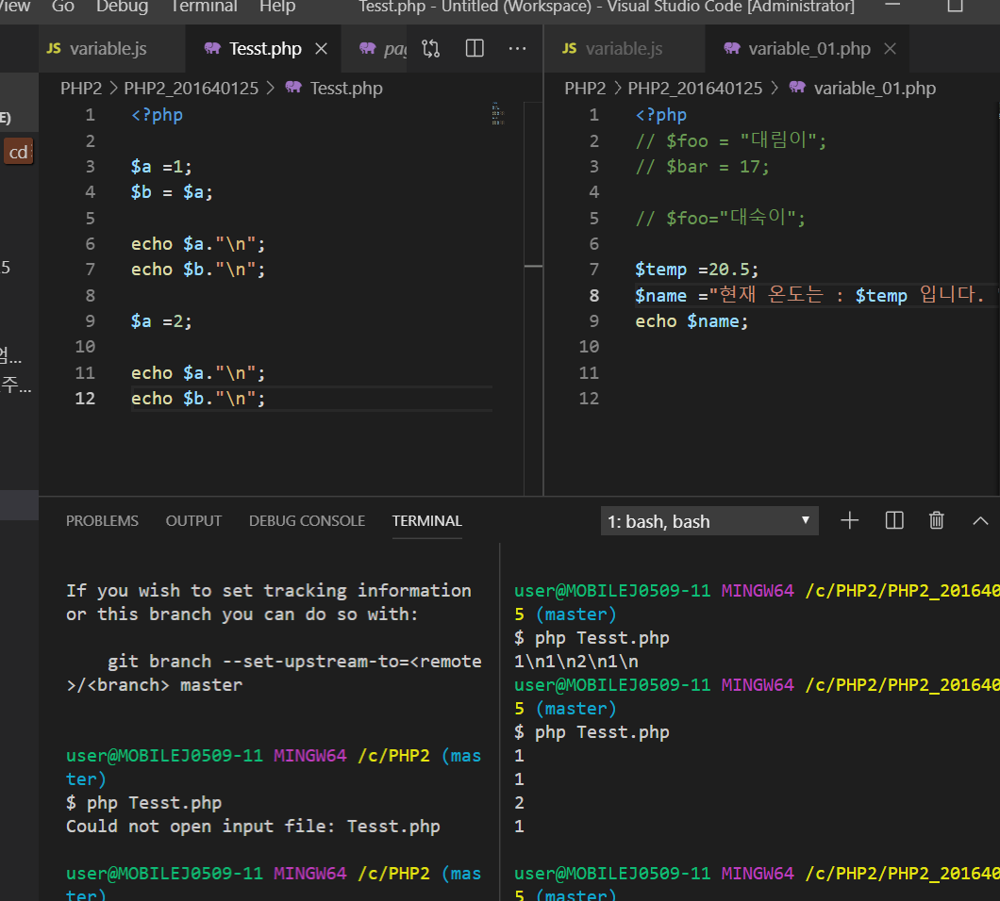 View Go Debug Terminal Help Tesst.php - Untitled (Workspace) - Visual Studio Code [Administrator]
JS variable.js Tesst.php
JS variable.js variable_01.php
PHP2 > PHP2_201640125 > Tesst.php
1 <?php
2
3 $a =1;
4 $b = $a;
5
6 echo $a."\n";
7 echo $b."\n";
8
9 $a =2;
10
11 echo $a."\n";
12 echo $b."\n";
PHP2 > PHP2_201640125 > variable_01.php
1 <?php
2 // $foo = "대림이";
3 // $bar = 17;
4
5 // $foo="대숙이";
6
7 $temp =20.5;
8 $name ="현재 온도는 : $temp 입니다.
9 echo $name;
10
11
12
E)
cd
5
엄...
주...
PROBLEMS OUTPUT DEBUG CONSOLE TERMINAL 1: bash, bash
If you wish to set tracking information
or this branch you can do so with:
git branch --set-upstream-to=<remote
>/<branch> master
user@MOBILEJ0509-11 MINGW64 /c/PHP2 (mas
ter)
$ php Tesst.php
Could not open input file: Tesst.php
user@MOBILEJ0509-11 MINGW64 /c/PHP2 (mas
ter)
user@MOBILEJ0509-11 MINGW64 /c/PHP2/PHP2_201640
5 (master)
$ php Tesst.php
1\n1\n2\n1\n
user@MOBILEJ0509-11 MINGW64 /c/PHP2/PHP2_201640
5 (master)
$ php Tesst.php
1
1
2
1
user@MOBILEJ0509-11 MINGW64 /c/PHP2/PHP2_201640
5 (master)